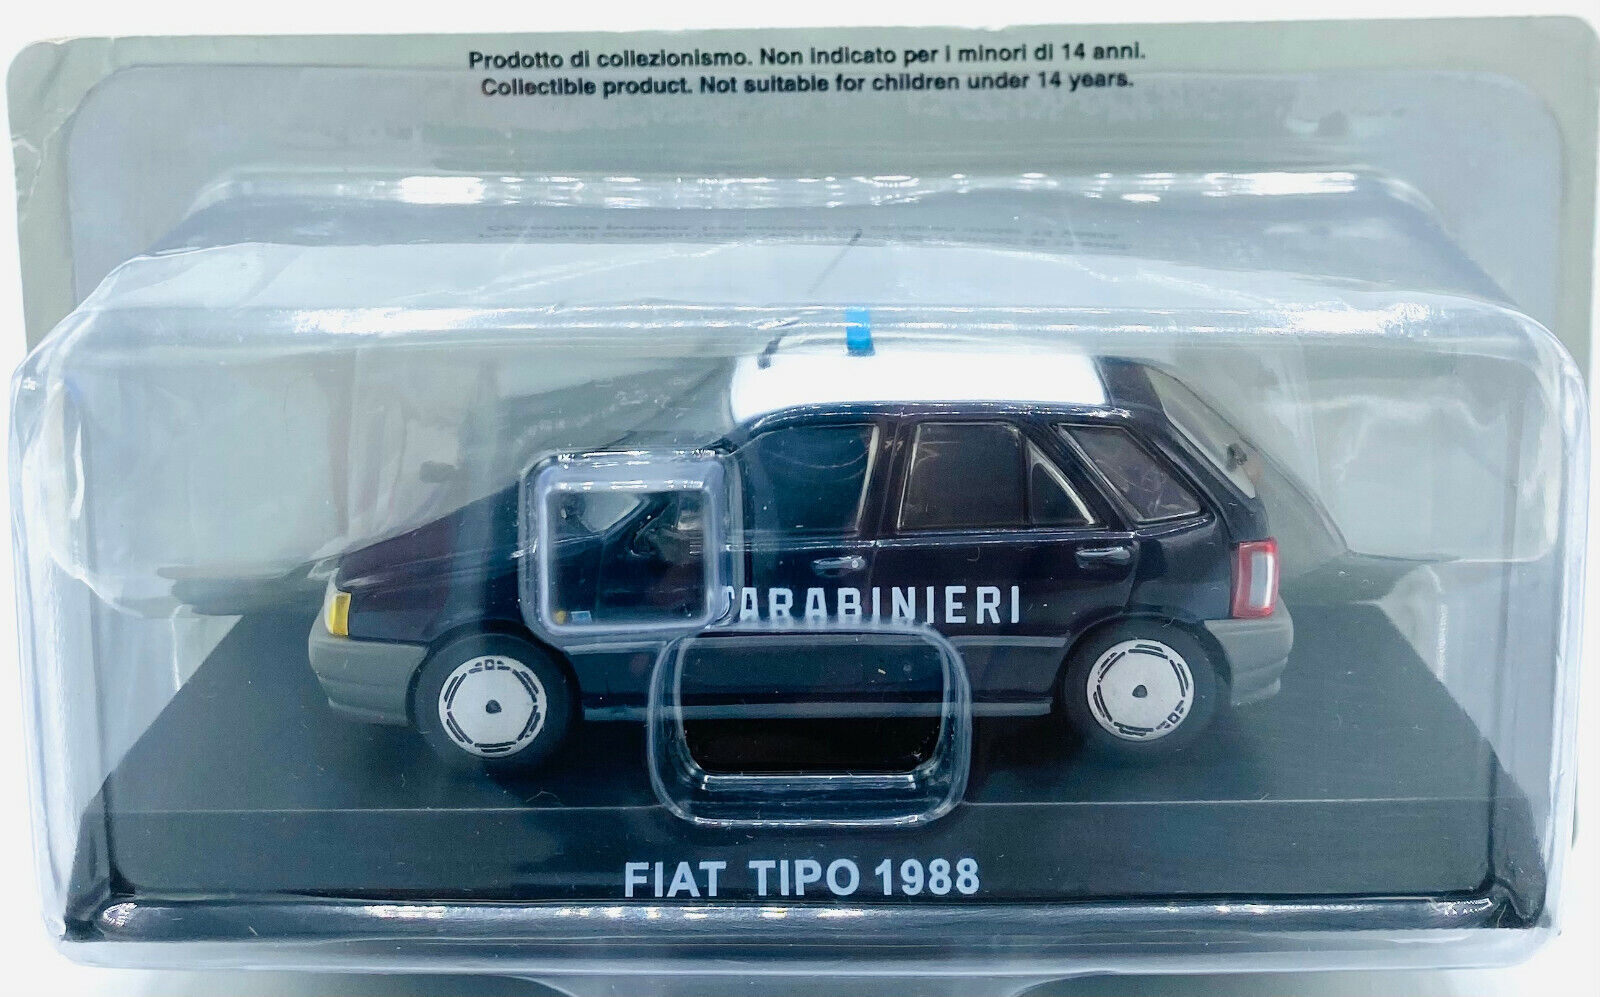 Prodotto di collezionismo. Non indicato per i minori di 14 anni.
Collectible product. Not suitable for children under 14 years.
CARABINIERI
FIAT TIPO 1988